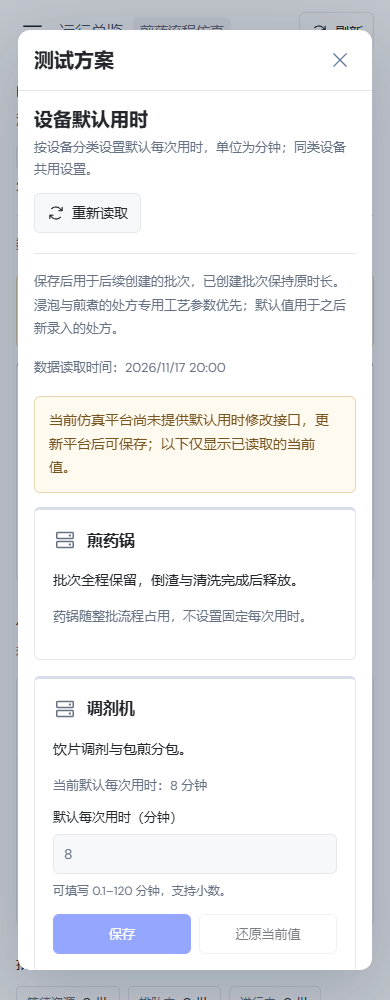 运行总览 煎药流程仿真 刷新
测试方案
设备默认用时
按设备分类设置默认每次用时，单位为分钟；同类设备
共用设置。
重新读取
保存后用于后续创建的批次，已创建批次保持原时长。
浸泡与煎煮的处方专用工艺参数优先；默认值用于之后
新录入的处方。
数据读取时间：2026/11/17 20:00
当前仿真平台尚未提供默认用时修改接口，更
新平台后可保存；以下仅显示已读取的当前
值。
煎药锅
批次全程保留，倒渣与清洗完成后释放。
药锅随整批流程占用，不设置固定每次用时。
调剂机
饮片调剂与包煎分包。
当前默认每次用时：8 分钟
默认每次用时（分钟）
8
可填写 0.1–120 分钟，支持小数。
保存 还原当前值